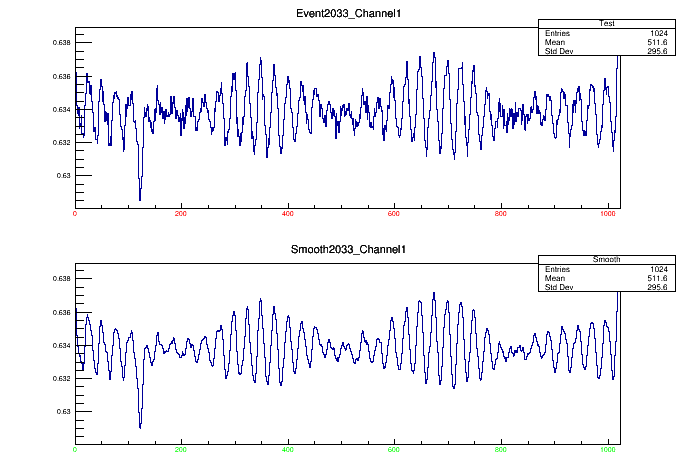 Event2033_Channel1
Test
Entries 1024
Mean 511.6
Std Dev 295.6
0.638
0.636
0.634
0.632
0.63
0 200 400 600 800 1000
Smooth2033_Channel1
Smooth
Entries 1024
Mean 511.6
Std Dev 295.6
0.638
0.636
0.634
0.632
0.63
0 200 400 600 800 1000